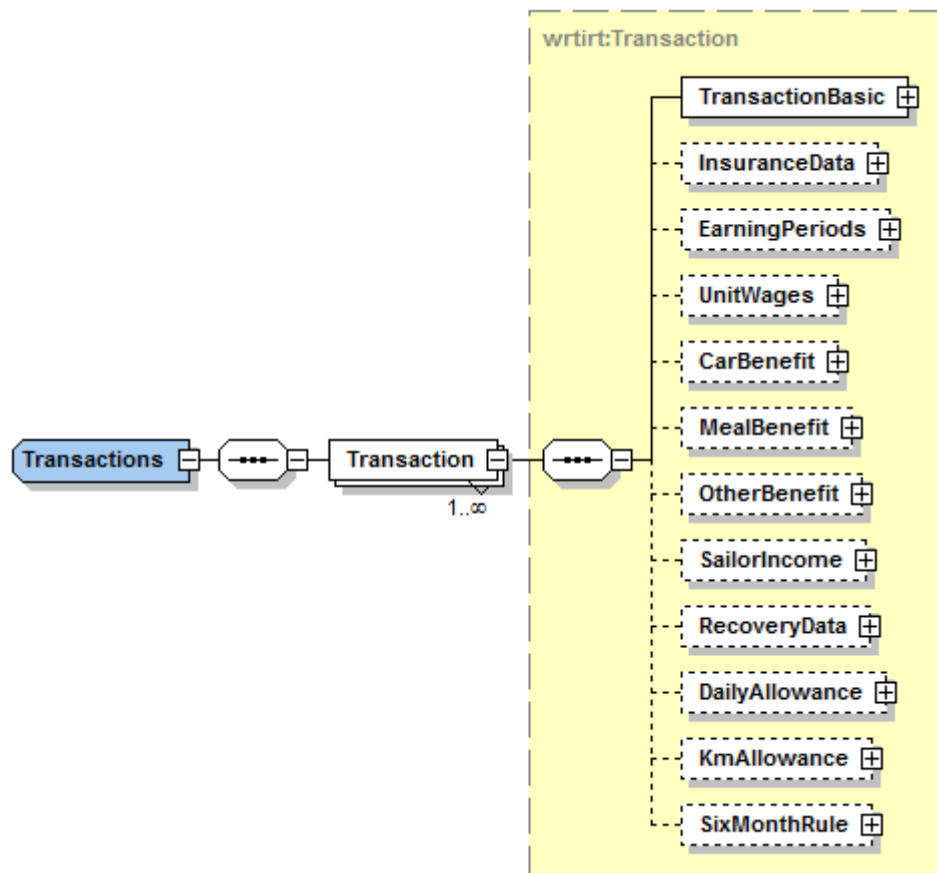 wrtirt:Transaction
TransactionBasic
InsuranceData
EarningPeriods
UnitWages
CarBenefit
MealBenefit
Transactions
Transaction
1..∞
OtherBenefit
SailorIncome
RecoveryData
DailyAllowance
KmAllowance
SixMonthRule